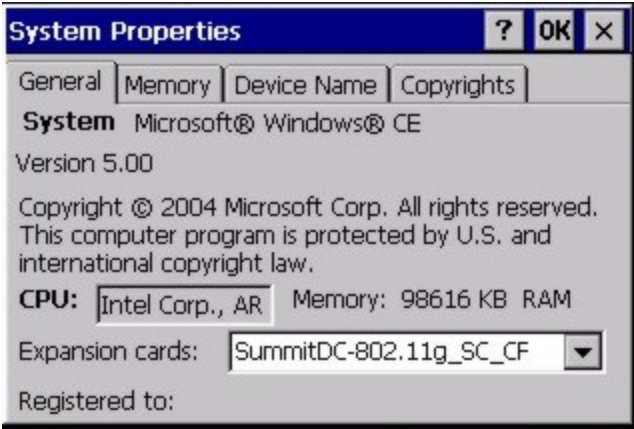 System Properties ? OK ×
General Memory Device Name Copyrights
System Microsoft® Windows® CE
Version 5.00
Copyright © 2004 Microsoft Corp. All rights reserved.
This computer program is protected by U.S. and
international copyright law.
CPU: Intel Corp., AR Memory: 98616 KB RAM
Expansion cards: SummitDC-802.11g_SC_CF
Registered to: